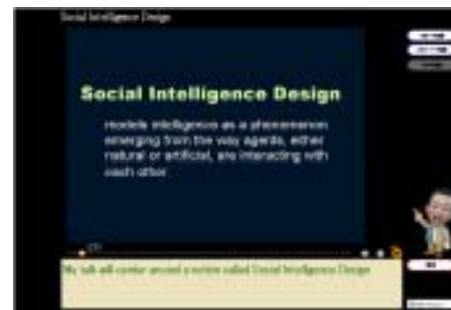 Social Intelligence Design
Social Intelligence Design
models intelligence as a phenomenon
emerging from the way agents, either
natural or artificial, are interacting with
each other.
My talk will center around a notion called Social Intelligence Design